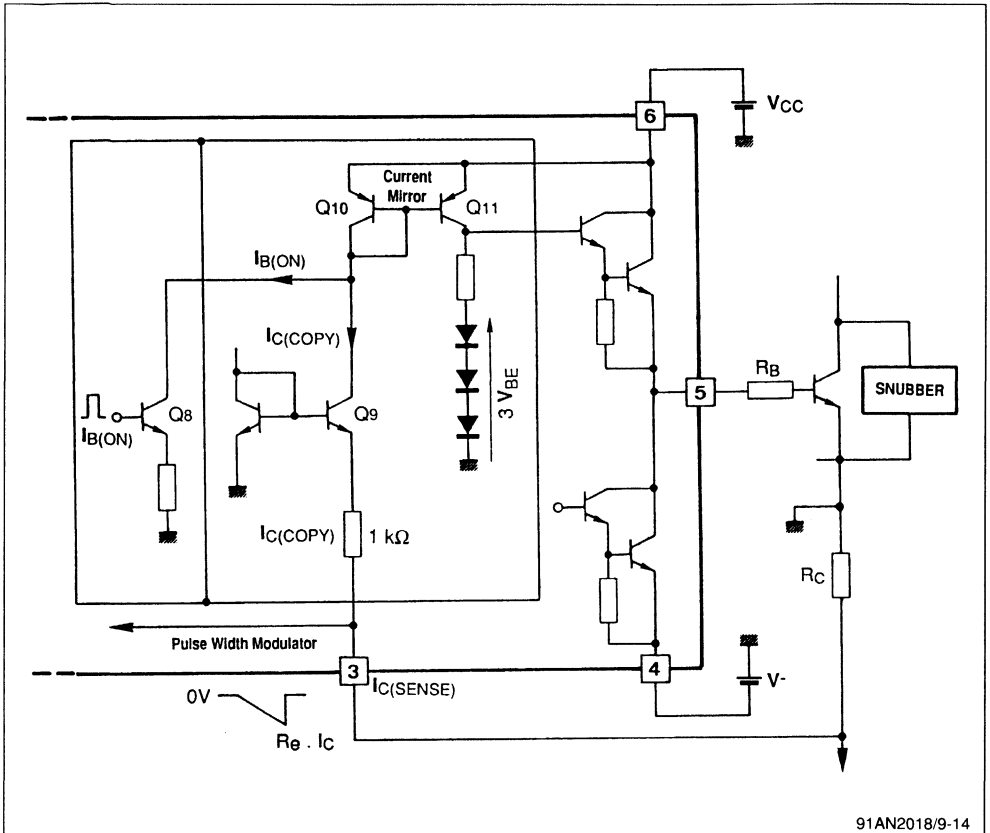 6
VCC
Current
Mirror
Q10
Q11
IB(ON)
IC(COPY)
3 VBE
5
RB
SNUBBER
Q8
Q9
IB(ON)
IC(COPY)
1 kΩ
RC
Pulse Width Modulator
3
IC(SENSE)
4
V-
0V
Re . IC
91AN2018/9-14